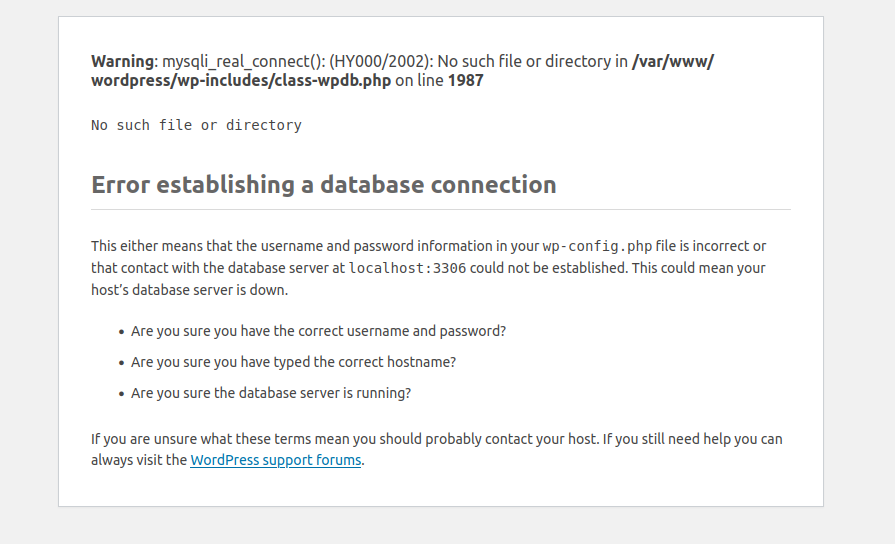 Warning: mysqli_real_connect(): (HY000/2002): No such file or directory in /var/www/
wordpress/wp-includes/class-wpdb.php on line 1987
No such file or directory
Error establishing a database connection
This either means that the username and password information in your wp-config.php file is incorrect or
that contact with the database server at localhost:3306 could not be established. This could mean your
host’s database server is down.
• Are you sure you have the correct username and password?
• Are you sure you have typed the correct hostname?
• Are you sure the database server is running?
If you are unsure what these terms mean you should probably contact your host. If you still need help you can
always visit the WordPress support forums.